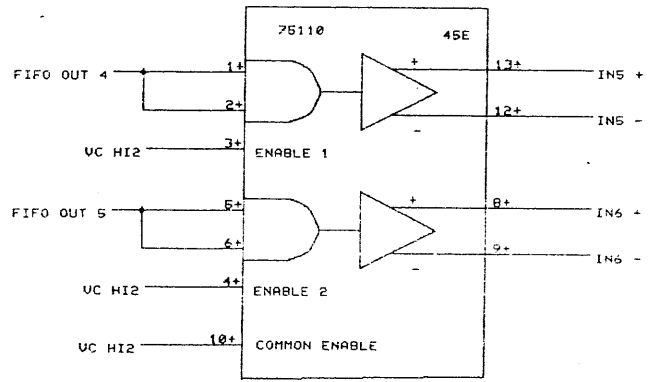 75110 45E
FIFO OUT 4 1+ + 13+ IN5 +
2+ 12+ IN5 -
-
VC HI2 3+ ENABLE 1
FIFO OUT 5 5+ + 8+ IN6 +
6+ 9+ IN6 -
-
VC HI2 4+ ENABLE 2
VC HI2 10+ COMMON ENABLE